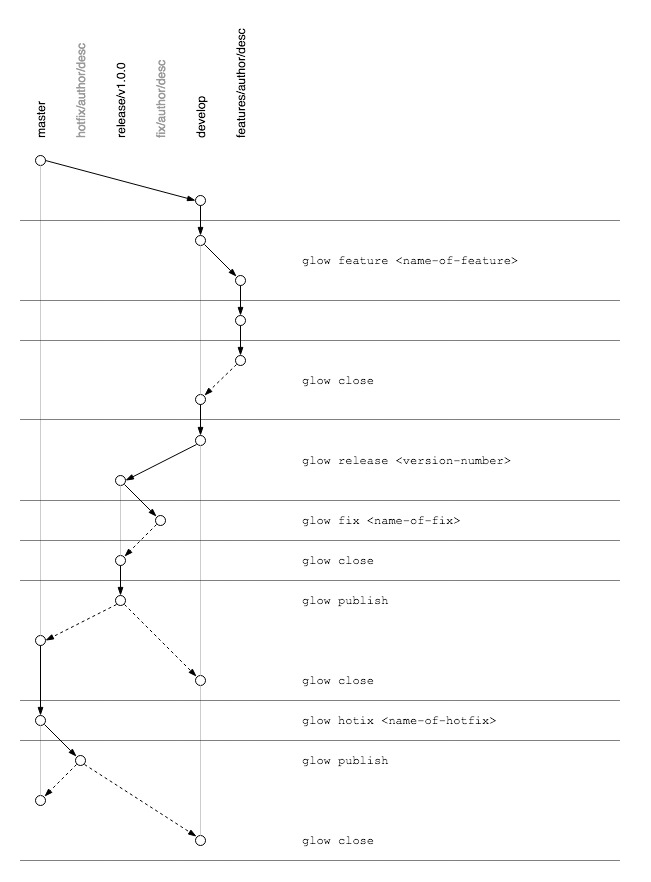 master
hotfix/author/desc
release/v1.0.0
fix/author/desc
develop
features/author/desc
glow feature <name-of-feature>
glow close
glow release <version-number>
glow fix <name-of-fix>
glow close
glow publish
glow close
glow hotix <name-of-hotfix>
glow publish
glow close